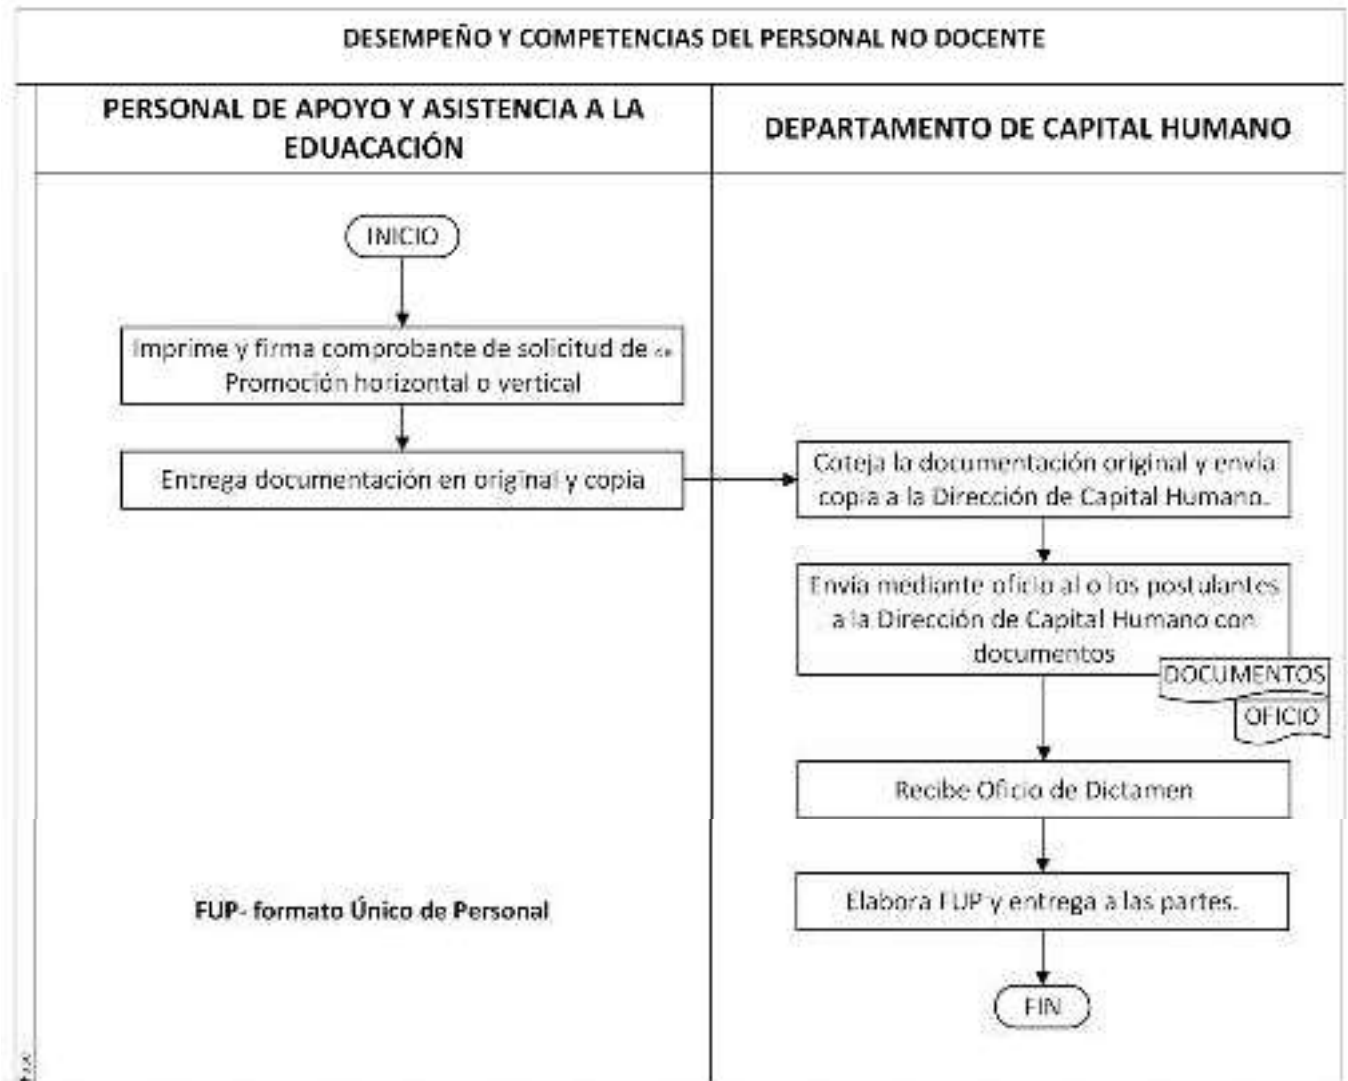 DESEMPEÑO Y COMPETENCIAS DEL PERSONAL NO DOCENTE
PERSONAL DE APOYO Y ASISTENCIA A LA
EDUACACIÓN
DEPARTAMENTO DE CAPITAL HUMANO
INICIO
Imprime y firma comprobante de solicitud de de
Promoción horizontal o vertical
Entrega documentación en original y copia
Coteja la documentación original y envía
copia a la Dirección de Capital Humano.
Envía mediante oficio al o los postulantes
a la Dirección de Capital Humano con
documentos
DOCUMENTOS
OFICIO
Recibe Oficio de Dictamen
FUP- formato Único de Personal
Elabora FUP y entrega a las partes.
FIN